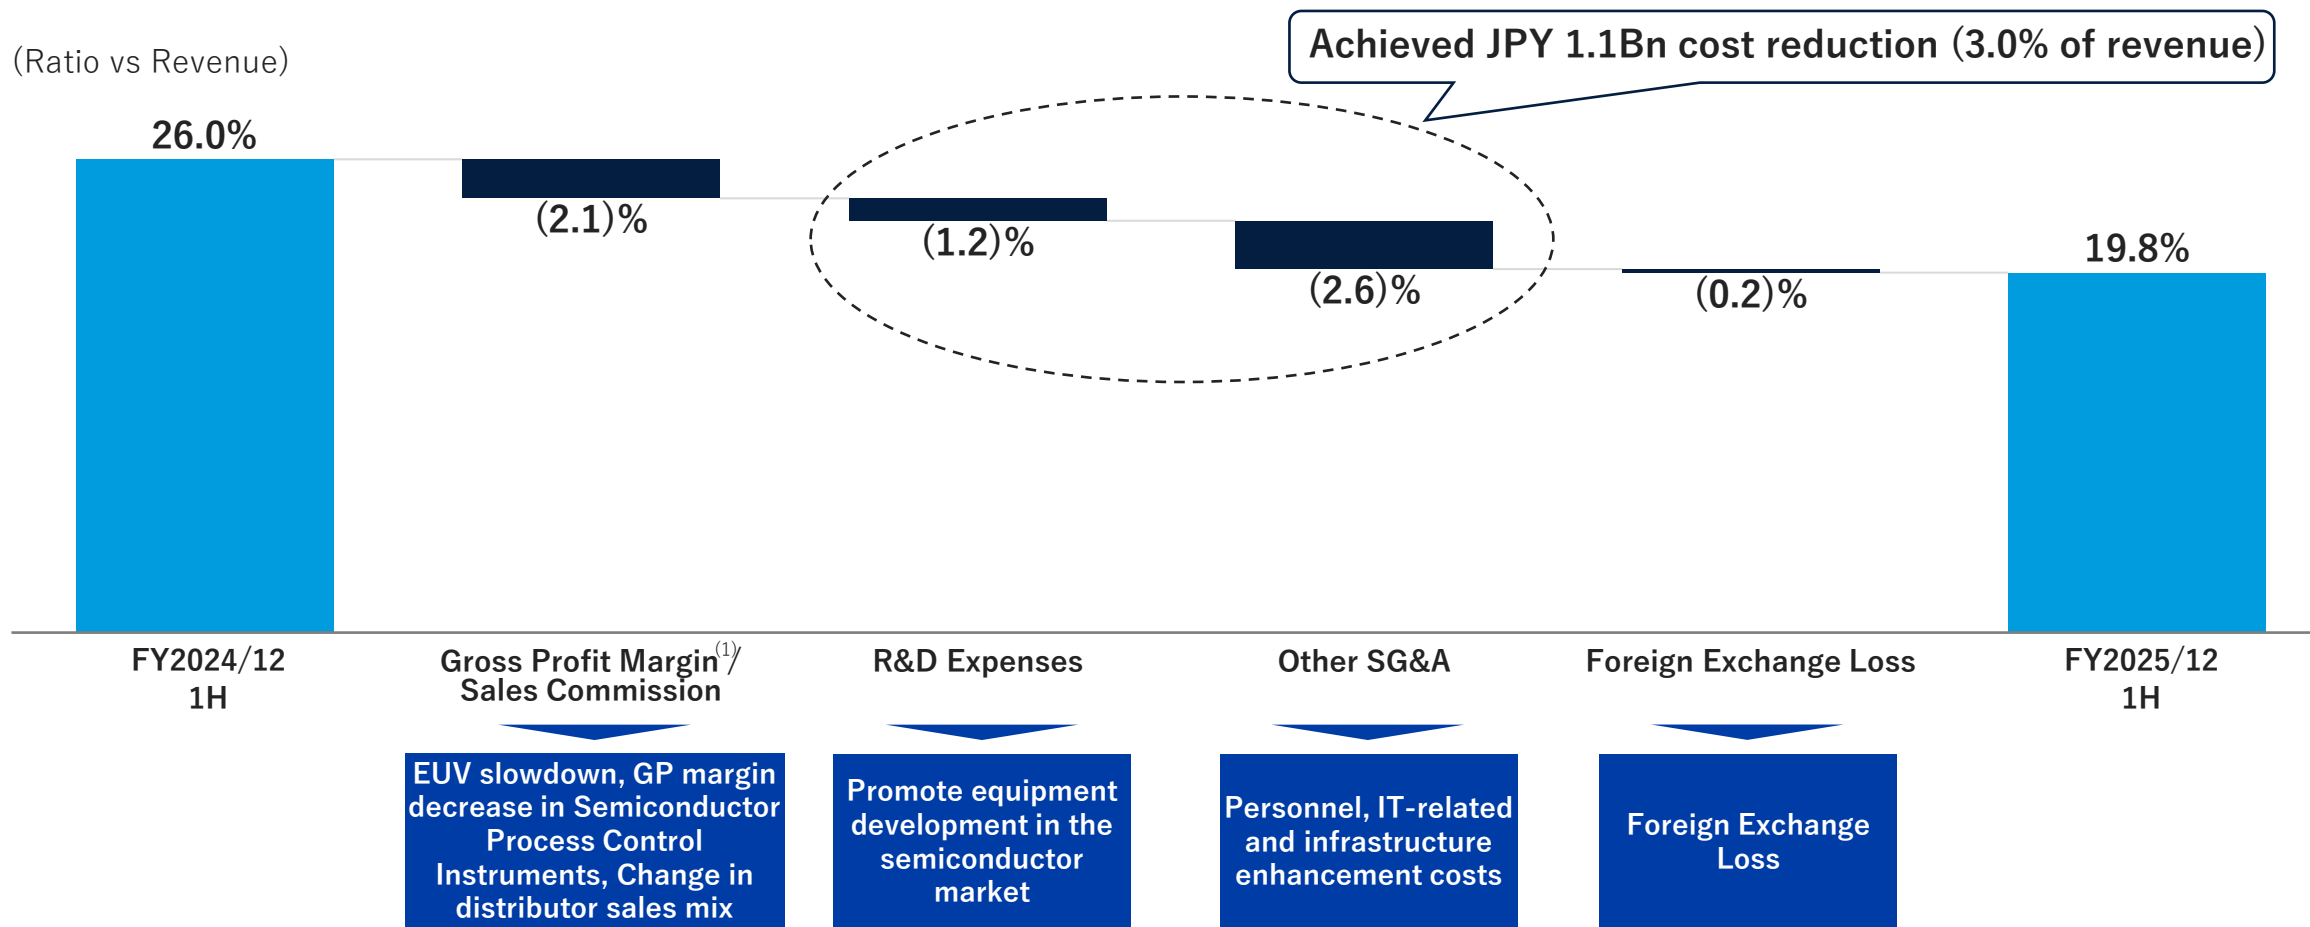 Achieved JPY 1.1Bn cost reduction (3.0% of revenue)
(Ratio vs Revenue)
26.0%
(2.1)%
(1.2)%
(2.6)%
(0.2)%
19.8%
FY2024/12
1H
Gross Profit Margin(1)/
Sales Commission
R&D Expenses
Other SG&A
Foreign Exchange Loss
FY2025/12
1H
EUV slowdown, GP margin
decrease in Semiconductor
Process Control
Instruments, Change in
distributor sales mix
Promote equipment
development in the
semiconductor
market
Personnel, IT-related
and infrastructure
enhancement costs
Foreign Exchange
Loss